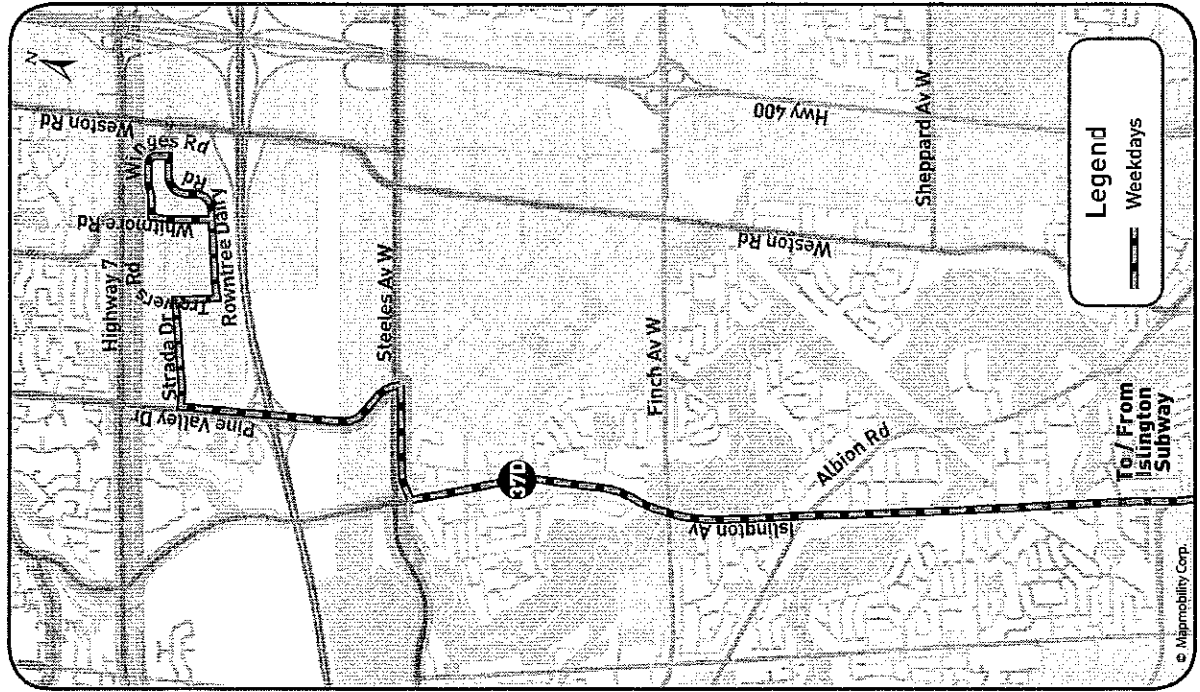 N
Weston Rd
Winges Rd
Whitmore Rd
Rowntree Dairy
Rd
Highway 7
Trowers
Rd
Strada Dr
Pine Valley Dr
Steeles Av W
37D
Finch Av W
Weston Rd
Hwy 400
Sheppard Av W
Albion Rd
Islington Av
To / From
Islington
Subway
Legend
Weekdays
© Mapmobility Corp.